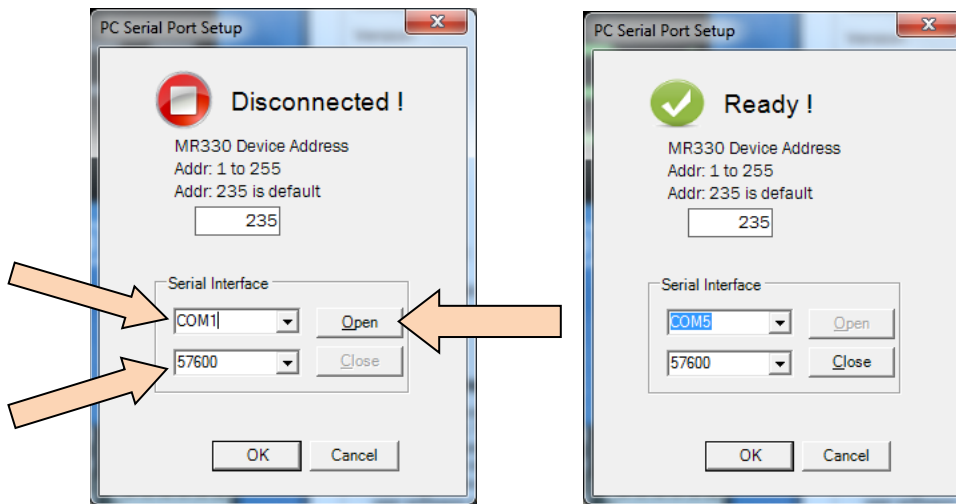 PC Serial Port Setup
Disconnected !
MR330 Device Address
Addr: 1 to 255
Addr: 235 is default
235
Serial Interface
COM1
Open
57600
Close
OK
Cancel
PC Serial Port Setup
Ready !
MR330 Device Address
Addr: 1 to 255
Addr: 235 is default
235
Serial Interface
COM5
Open
57600
Close
OK
Cancel